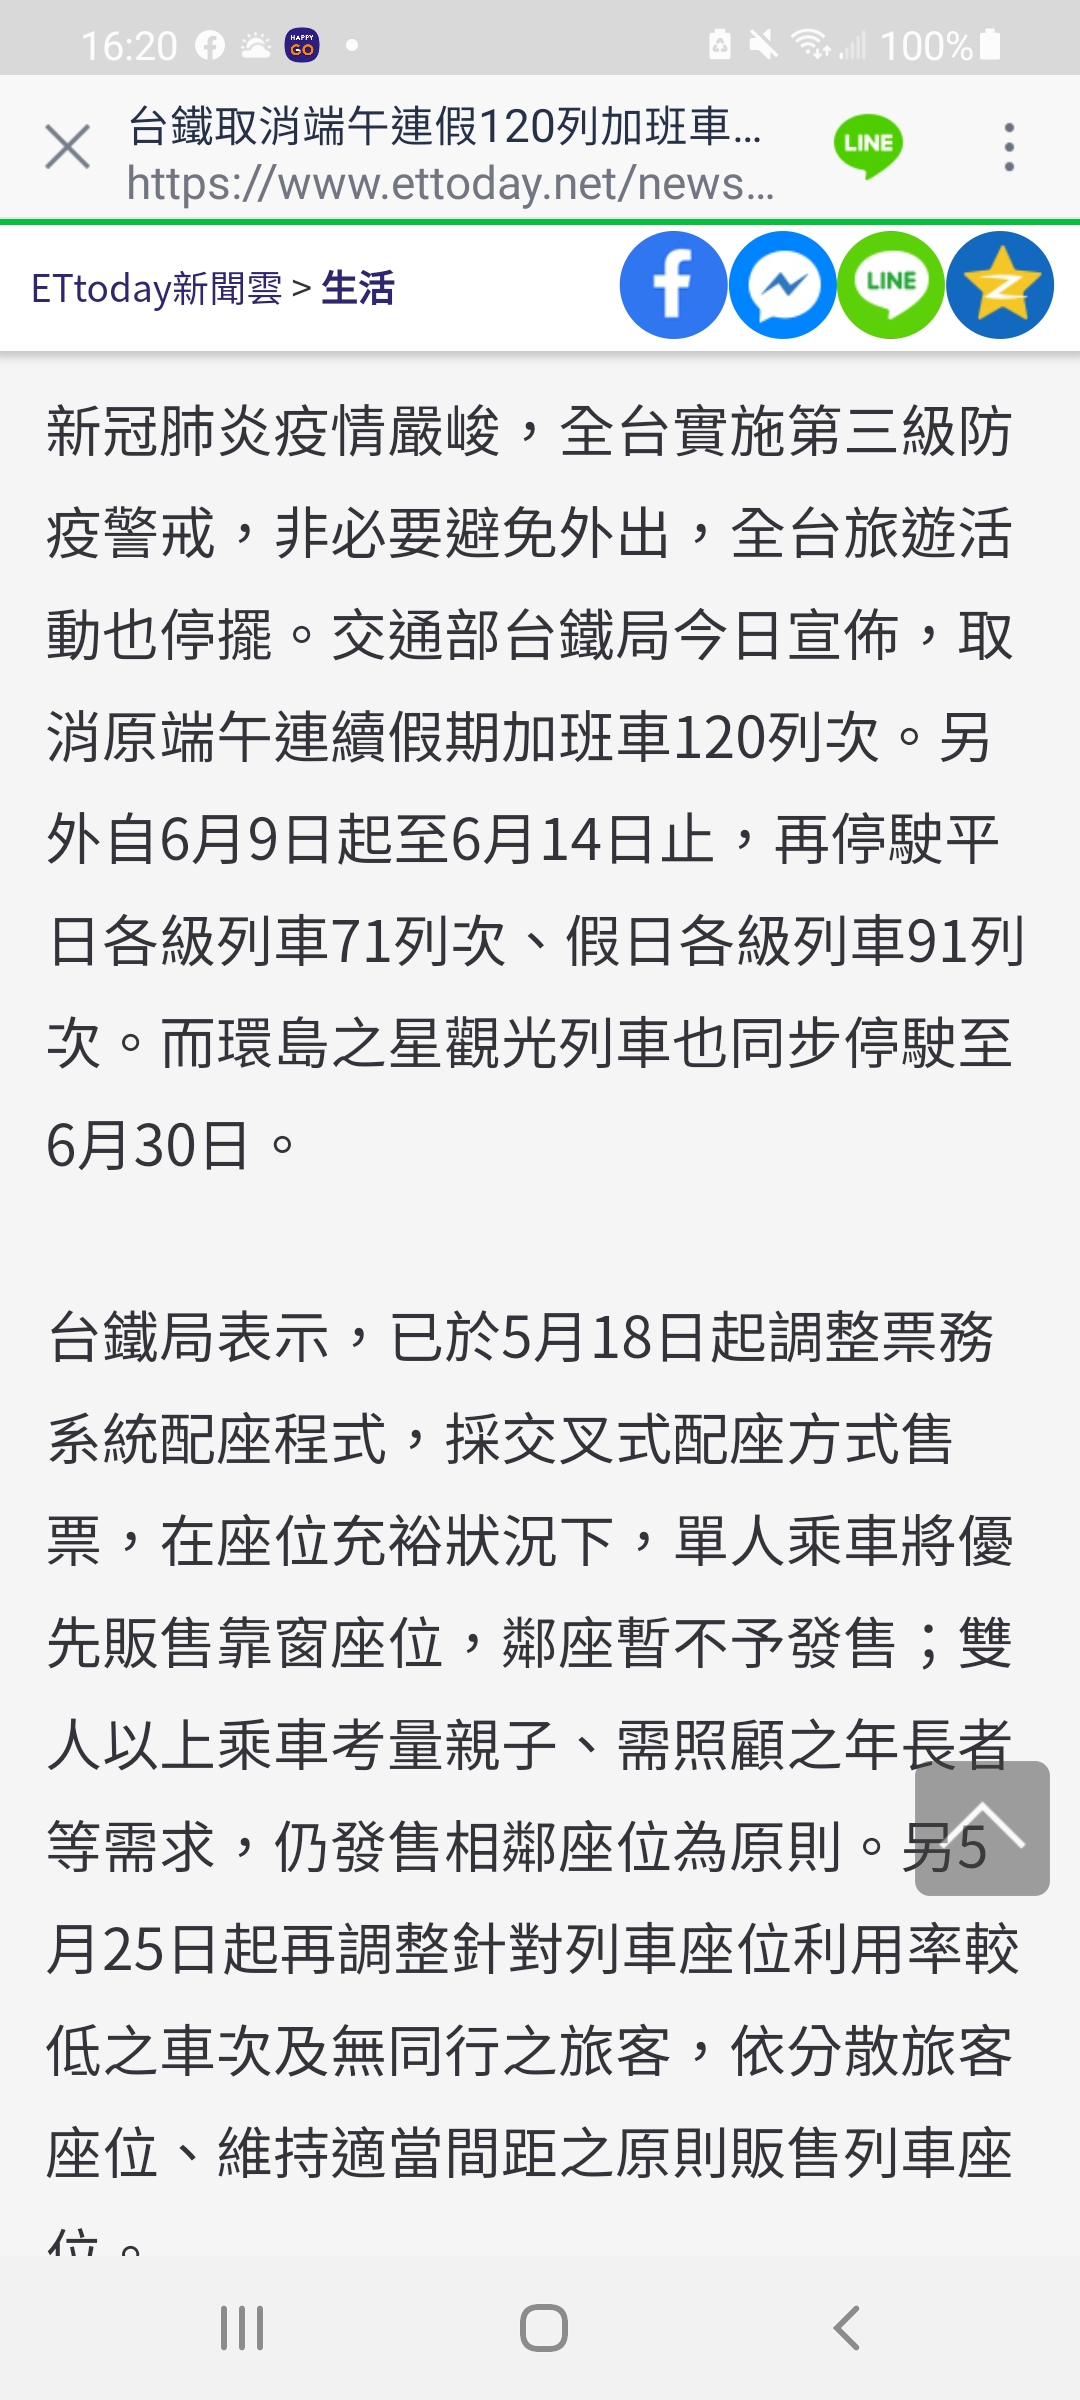 16:20
HAPPY GO
100%
台鐵取消端午連假120列加班車...
https://www.ettoday.net/news...
LINE
ETtoday新聞雲 > 生活
LINE
新冠肺炎疫情嚴峻，全台實施第三級防
疫警戒，非必要避免外出，全台旅遊活
動也停擺。交通部台鐵局今日宣佈，取
消原端午連續假期加班車120列次。另
外自6月9日起至6月14日止，再停駛平
日各級列車71列次、假日各級列車91列
次。而環島之星觀光列車也同步停駛至
6月30日。
台鐵局表示，已於5月18日起調整票務
系統配座程式，採交叉式配座方式售
票，在座位充裕狀況下，單人乘車將優
先販售靠窗座位，鄰座暫不予發售；雙
人以上乘車考量親子、需照顧之年長者
等需求，仍發售相鄰座位為原則。另5
月25日起再調整針對列車座位利用率較
低之車次及無同行之旅客，依分散旅客
座位、維持適當間距之原則販售列車座
位。